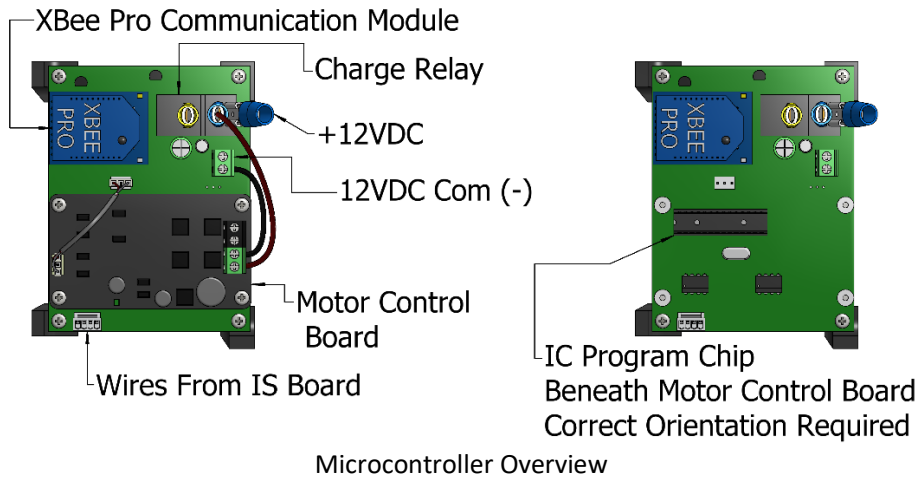 XBee Pro Communication Module
Charge Relay
+12VDC
12VDC Com (-)
XBEE
PRO
XBEE
PRO
Motor Control
Board
Wires From IS Board
IC Program Chip
Beneath Motor Control Board
Correct Orientation Required
Microcontroller Overview